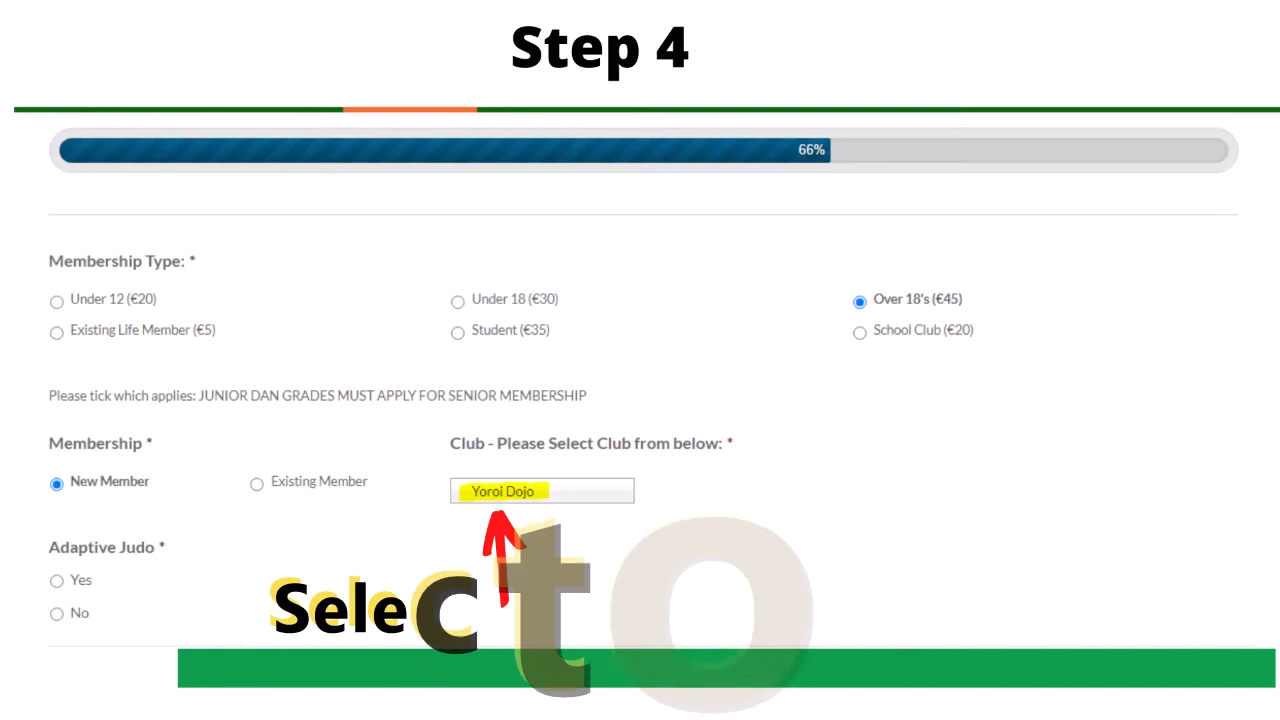 Step 4
66%
Membership Type: *
Under 12 (€20)
Under 18 (€30)
Over 18's (€45)
Existing Life Member (€5)
Student (€35)
School Club (€20)
Please tick which applies: JUNIOR DAN GRADES MUST APPLY FOR SENIOR MEMBERSHIP
Membership *
Club - Please Select Club from below: *
New Member
Existing Member
Yoroi Dojo
Adaptive Judo *
Yes
No
Select to